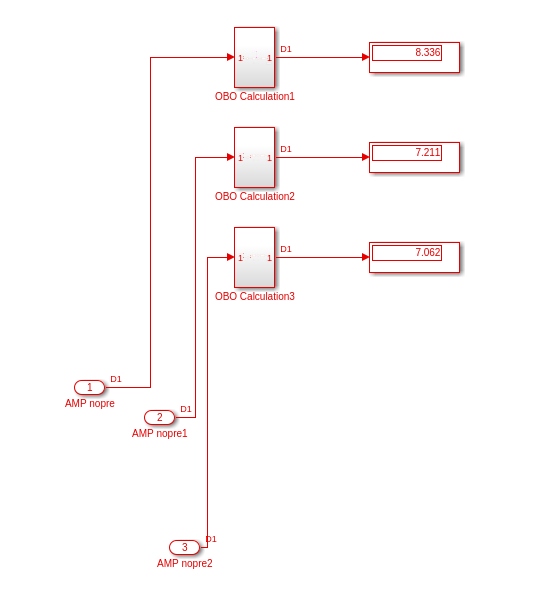 D1
8.336
1
1
OBO Calculation1
D1
7.211
1
1
OBO Calculation2
D1
7.062
1
1
OBO Calculation3
D1
1
AMP nopre
D1
2
AMP nopre1
D1
3
AMP nopre2